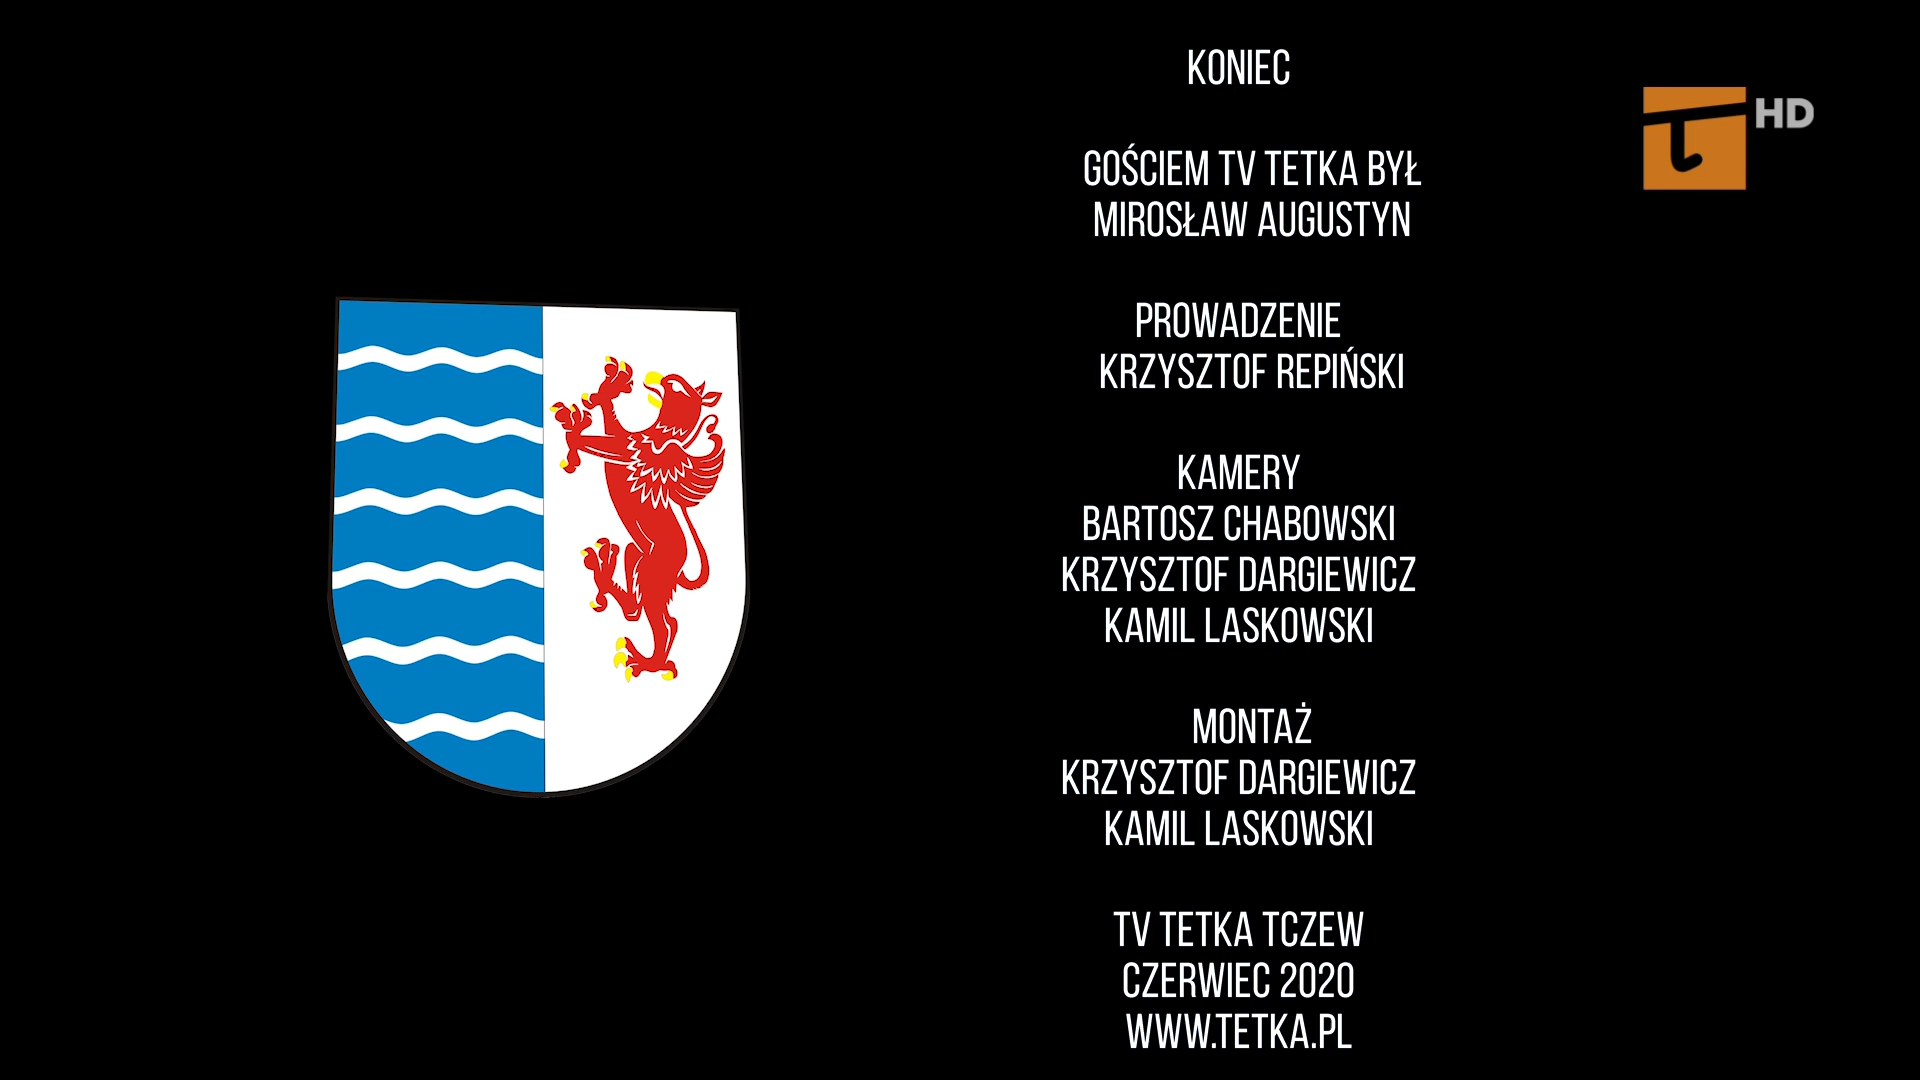 KONIEC
GOŚCIEM TV TETKA BYŁ
MIROSŁAW AUGUSTYN
PROWADZENIE
KRZYSZTOF REPIŃSKI
KAMERY
BARTOSZ CHABOWSKI
KRZYSZTOF DARGIEWICZ
KAMIL LASKOWSKI
MONTAŻ
KRZYSZTOF DARGIEWICZ
KAMIL LASKOWSKI
TV TETKA TCZEW
CZERWIEC 2020
WWW.TETKA.PL
t HD